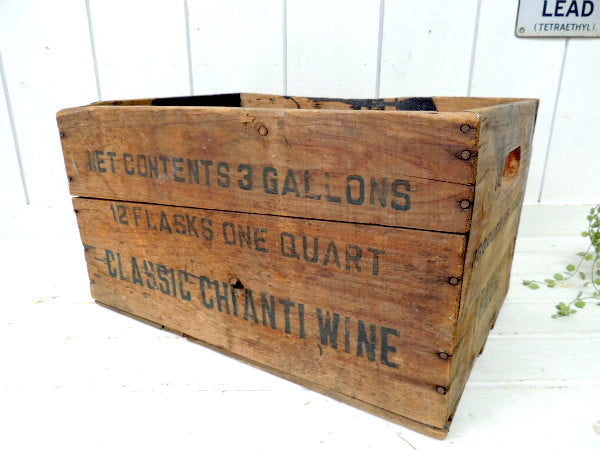 LEAD
(TETRAETHYL)
NET CONTENTS 3 GALLONS
12 FLASKS ONE QUART
CLASSIC CHIANTI WINE